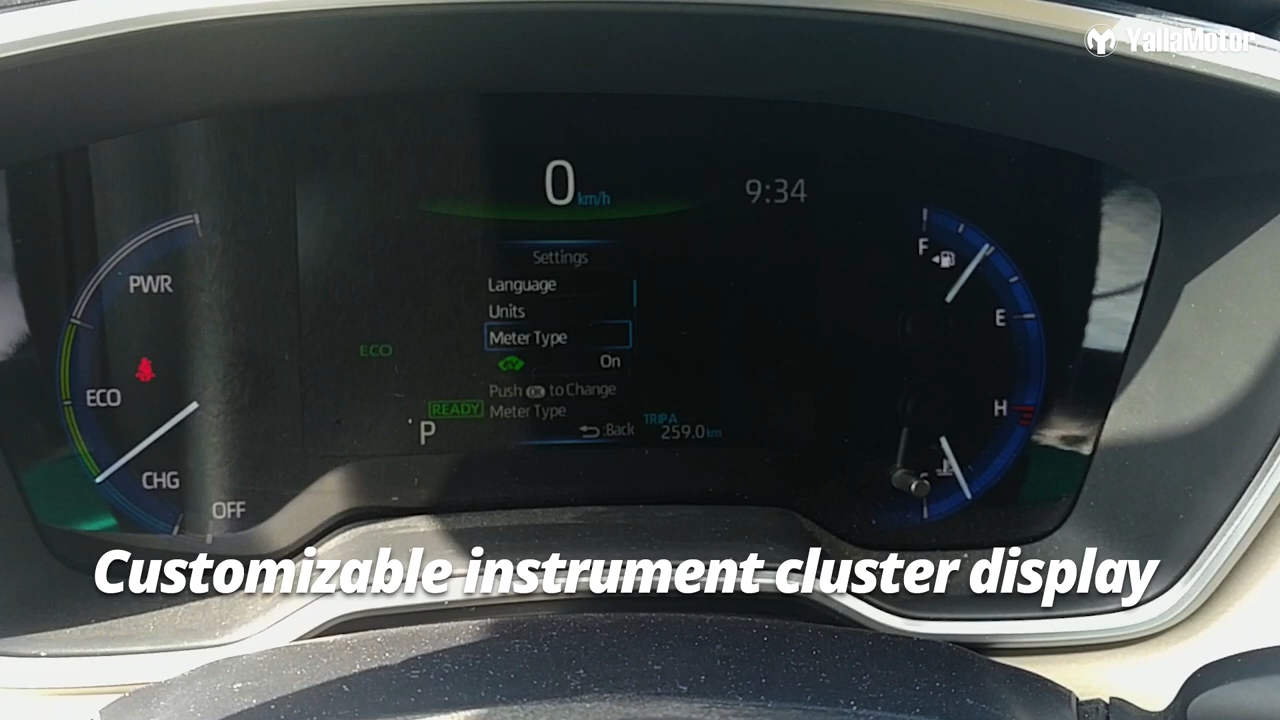 YallaMotor
0 km/h
9:34
Settings
Language
Units
Meter Type
EV On
Push OK to Change
Meter Type
:Back
ECO
READY
P
TRIP A
259.0 km
PWR
ECO
CHG
OFF
F
E
H
Customizable instrument cluster display